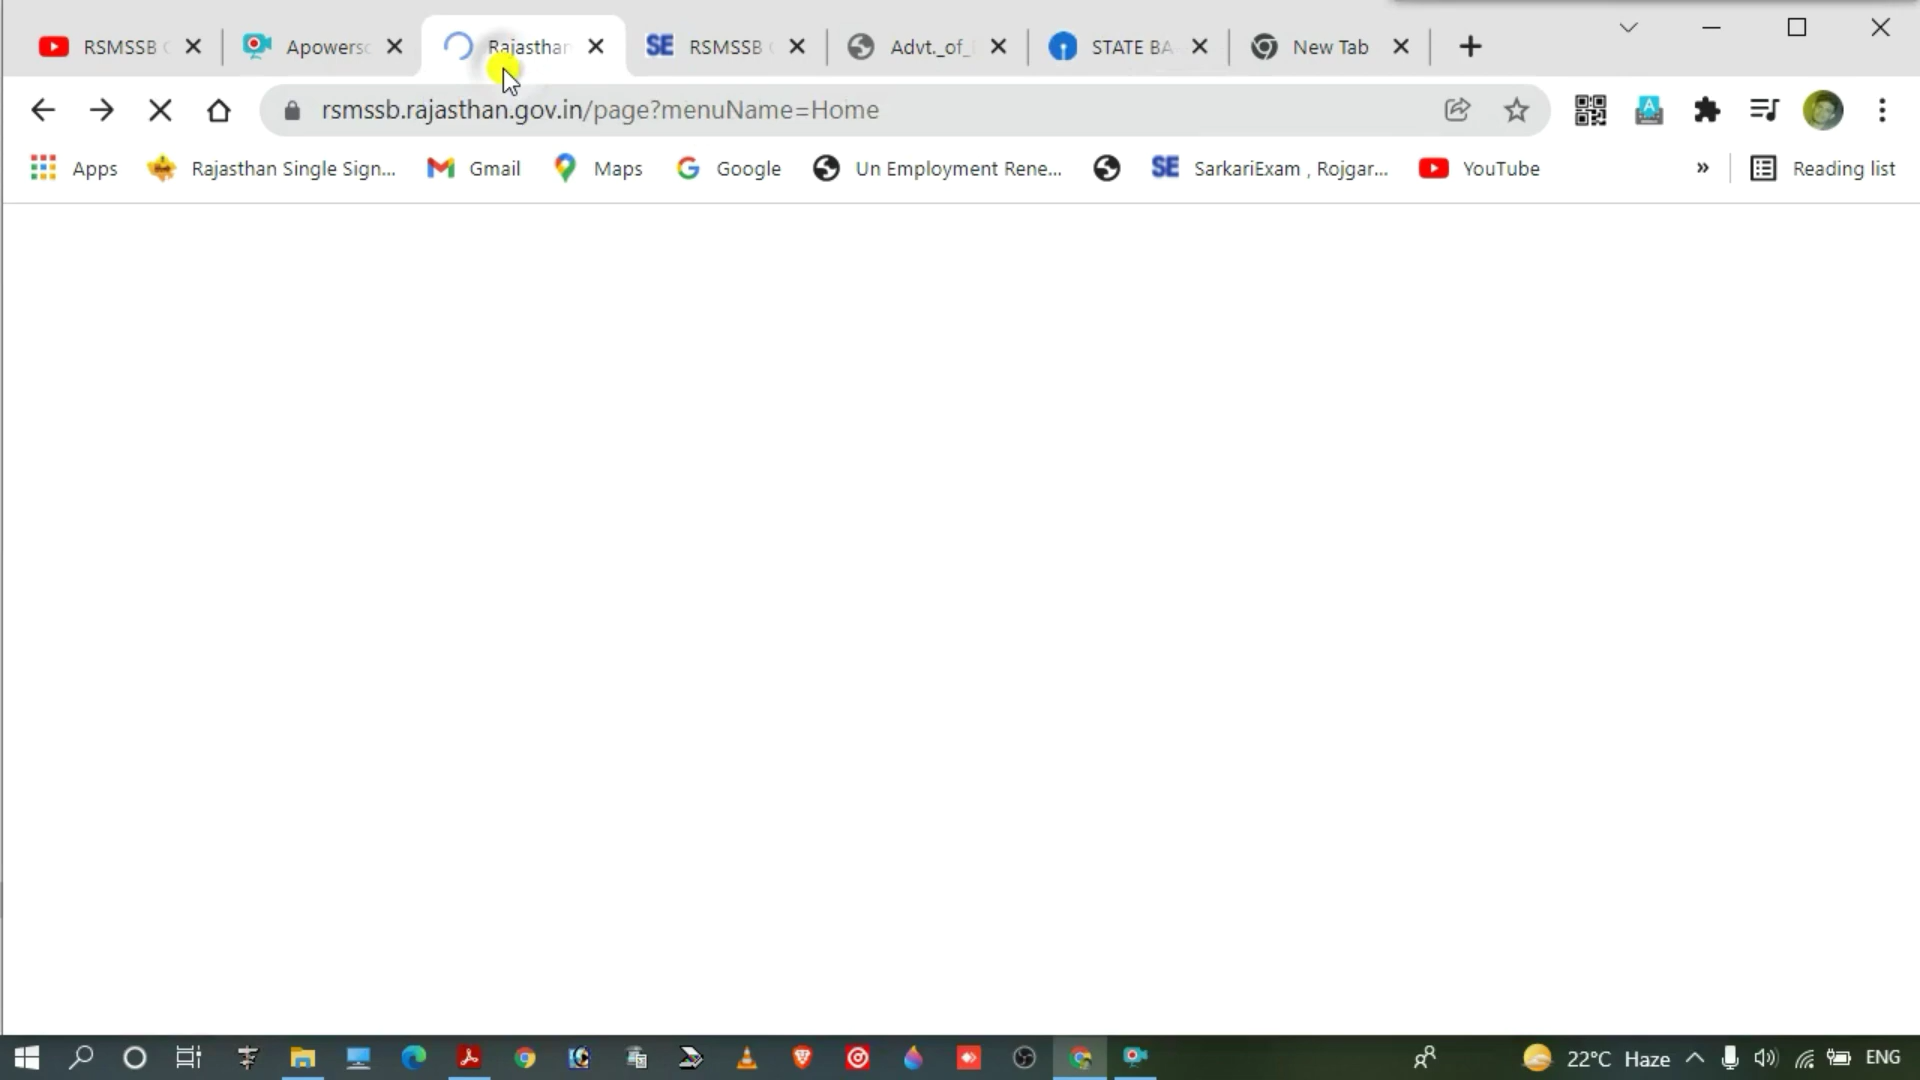 RSMSSB Apowers Rajasthan SE RSMSSB Advt._of_ STATE BA New Tab
rsmssb.rajasthan.gov.in/page?menuName=Home
Apps Rajasthan Single Sign... Gmail Maps Google Un Employment Rene... SE SarkariExam , Rojgar... YouTube » Reading list
22°C Haze ENG